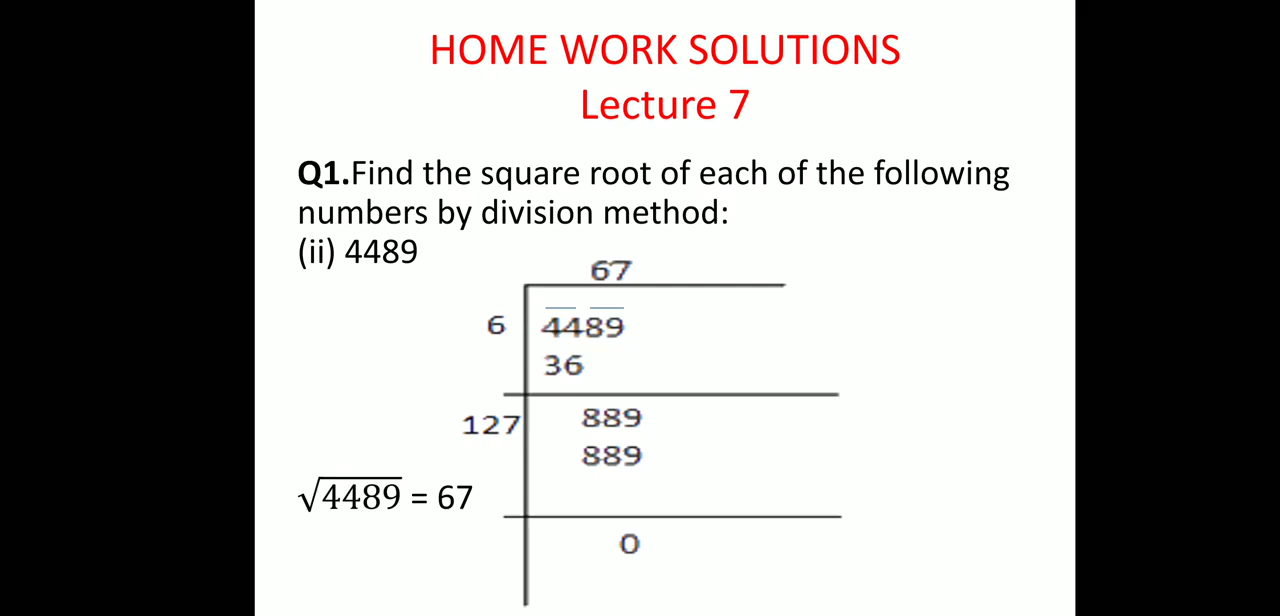 HOME WORK SOLUTIONS
Lecture 7
Q1.Find the square root of each of the following
numbers by division method:
(ii) 4489
67
6 4489
36
127 889
889
√4489 = 67
0